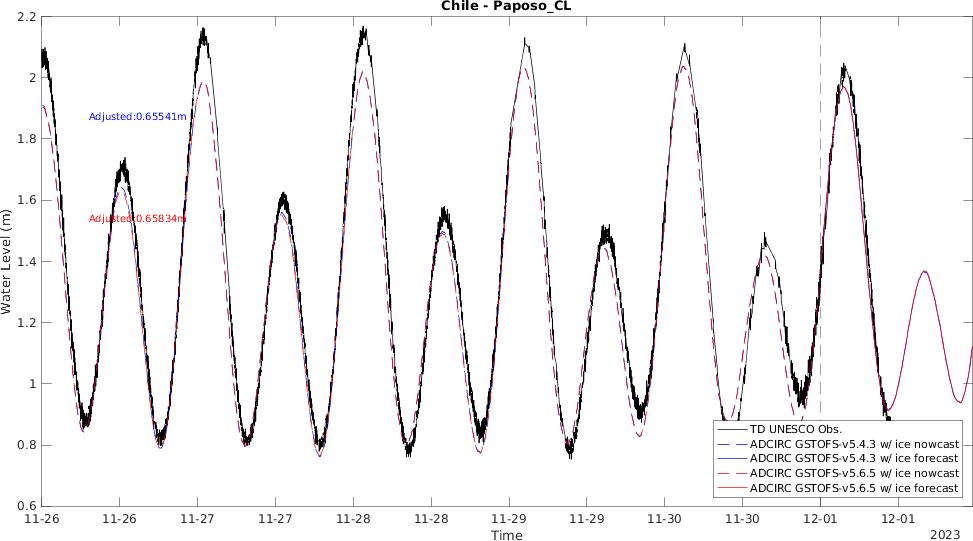 Chile - Paposo_CL
2.2
2
1.8
1.6
1.4
1.2
1
0.8
0.6
Water Level (m)
Adjusted:0.65541m
Adjusted:0.65834m
TD UNESCO Obs.
ADCIRC GSTOFS-v5.4.3 w/ ice nowcast
ADCIRC GSTOFS-v5.4.3 w/ ice forecast
ADCIRC GSTOFS-v5.6.5 w/ ice nowcast
ADCIRC GSTOFS-v5.6.5 w/ ice forecast
11-26 11-26 11-27 11-27 11-28 11-28 11-29 11-29 11-30 11-30 12-01 12-01
Time
2023